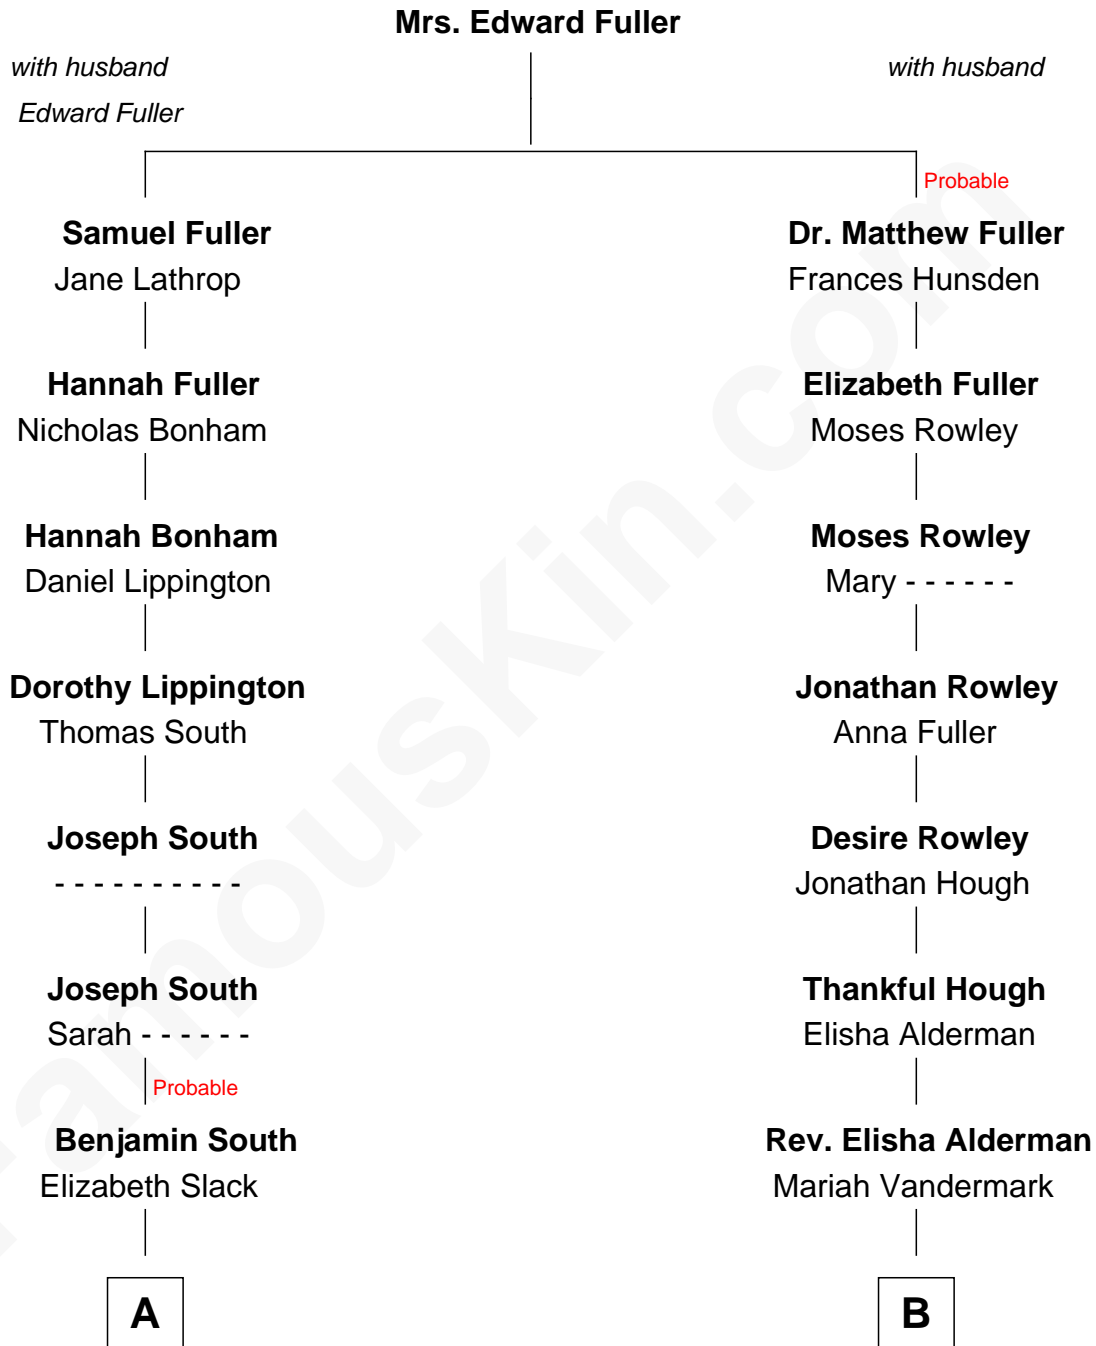 Mrs. Edward Fuller
with husband
Edward Fuller
with husband
Probable
Samuel Fuller
Jane Lathrop
Dr. Matthew Fuller
Frances Hunsden
Hannah Fuller
Nicholas Bonham
Elizabeth Fuller
Moses Rowley
Hannah Bonham
Daniel Lippington
Moses Rowley
Mary - - - - - -
Dorothy Lippington
Thomas South
Jonathan Rowley
Anna Fuller
Joseph South
- - - - - - - - - -
Desire Rowley
Jonathan Hough
Joseph South
Sarah - - - - - -
Thankful Hough
Elisha Alderman
Probable
Benjamin South
Elizabeth Slack
Rev. Elisha Alderman
Mariah Vandermark
A
B
FamousKin.com